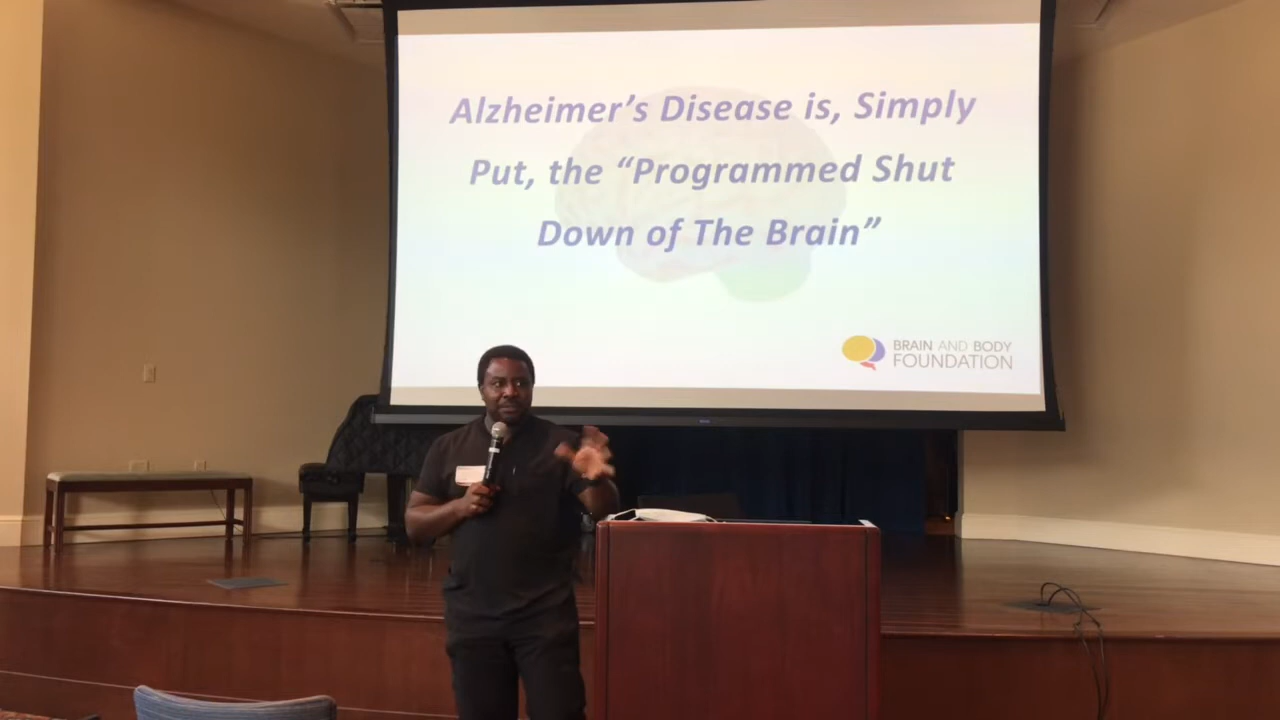 Alzheimer’s Disease is, Simply
Put, the “Programmed Shut
Down of The Brain”
BRAIN AND BODY
FOUNDATION